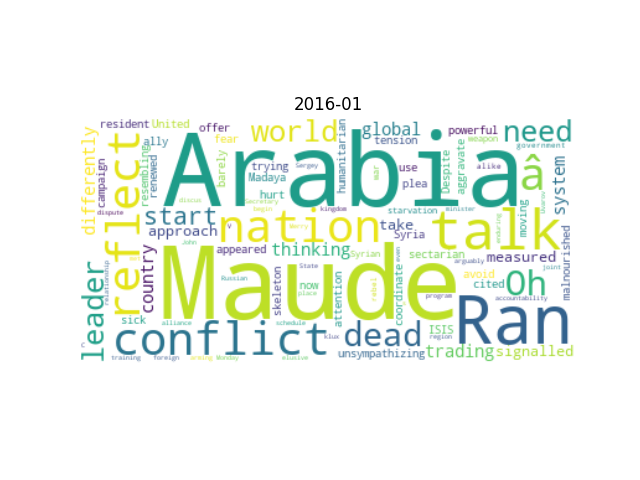 2016-01
resident United offer
ally fear
world global tension
powerful weapon need
government
differently campaign dispute
reflect
resembling renewed
barely trying Madaya hurt
Arabia
humanitarian war plea use
Despite aggravate alike
â system
Secretary begin kingdom starvation minister
discuss Sergey
start approach nation take Syria talk
moving enduring
malnourished
country appeared thinking Syrian sectarian measured
leader relationship
John State now place
Maude
skeleton Russian attention rebel coordinate even
avoid cited Oh
arguably joint
program accountability
Ran
sick alliance schedule klux
conflict dead ISIS region
unsympathizing trading signalled
c training foreign arming Monday elusive